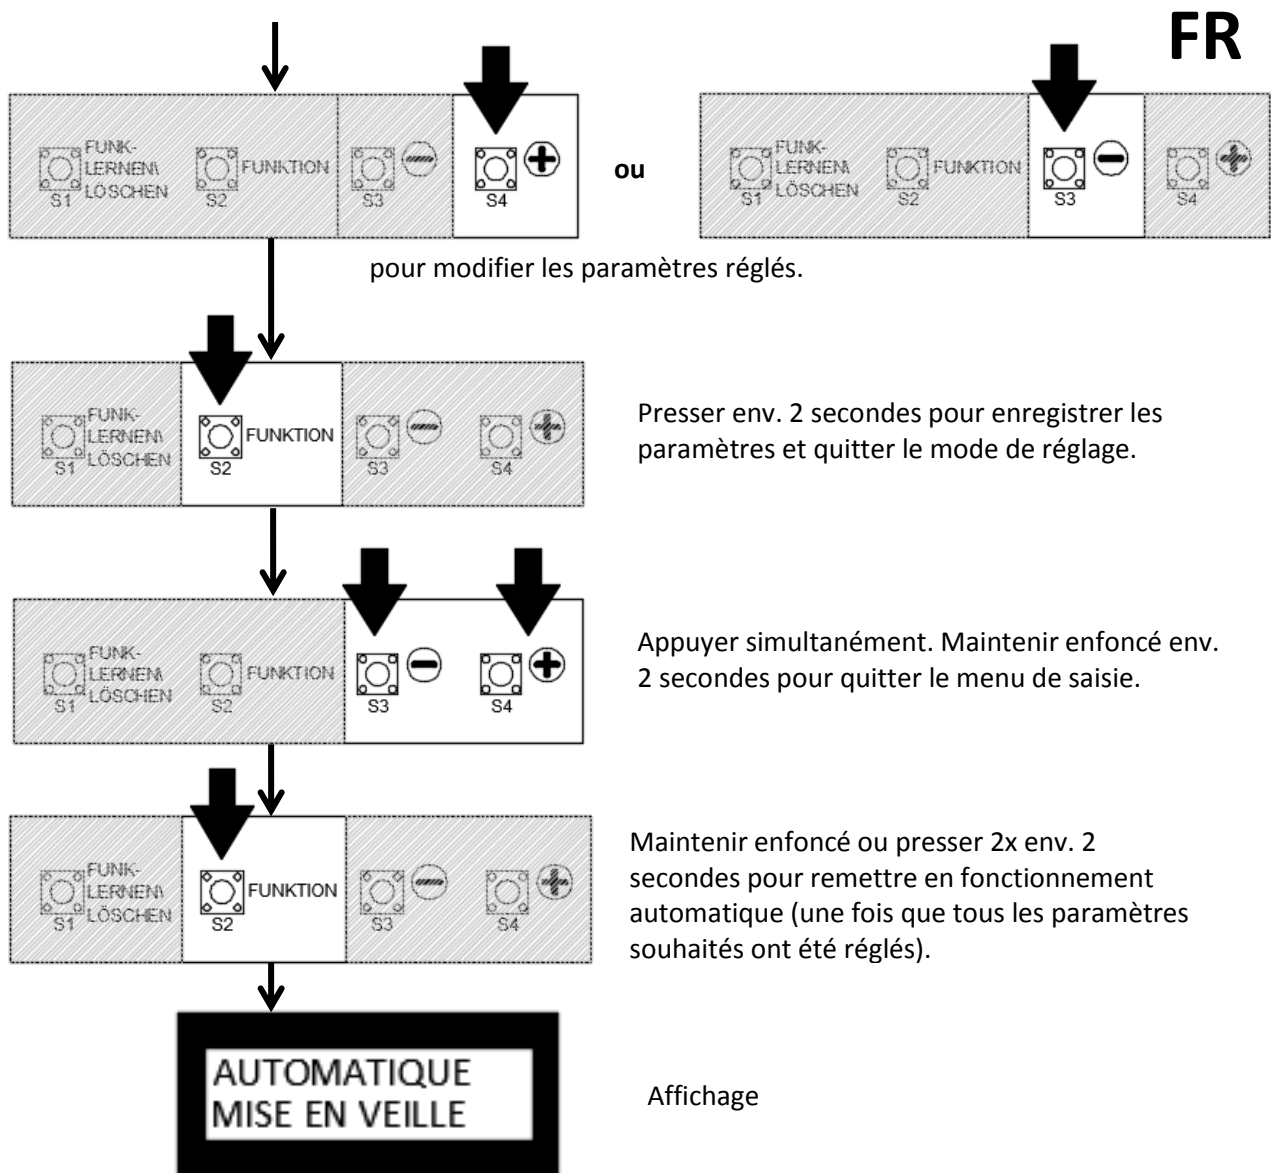 FR
FUNK-
LERNEN\
LÖSCHEN
S1
FUNKTION
S2
S3
S4
ou
FUNK-
LERNEN\
LÖSCHEN
S1
FUNKTION
S2
S3
S4
pour modifier les paramètres réglés.
FUNK-
LERNEN\
LÖSCHEN
S1
FUNKTION
S2
S3
S4
Presser env. 2 secondes pour enregistrer les
paramètres et quitter le mode de réglage.
FUNK-
LERNEN\
LÖSCHEN
S1
FUNKTION
S2
S3
S4
Appuyer simultanément. Maintenir enfoncé env.
2 secondes pour quitter le menu de saisie.
FUNK-
LERNEN\
LÖSCHEN
S1
FUNKTION
S2
S3
S4
Maintenir enfoncé ou presser 2x env. 2
secondes pour remettre en fonctionnement
automatique (une fois que tous les paramètres
souhaités ont été réglés).
AUTOMATIQUE
MISE EN VEILLE
Affichage